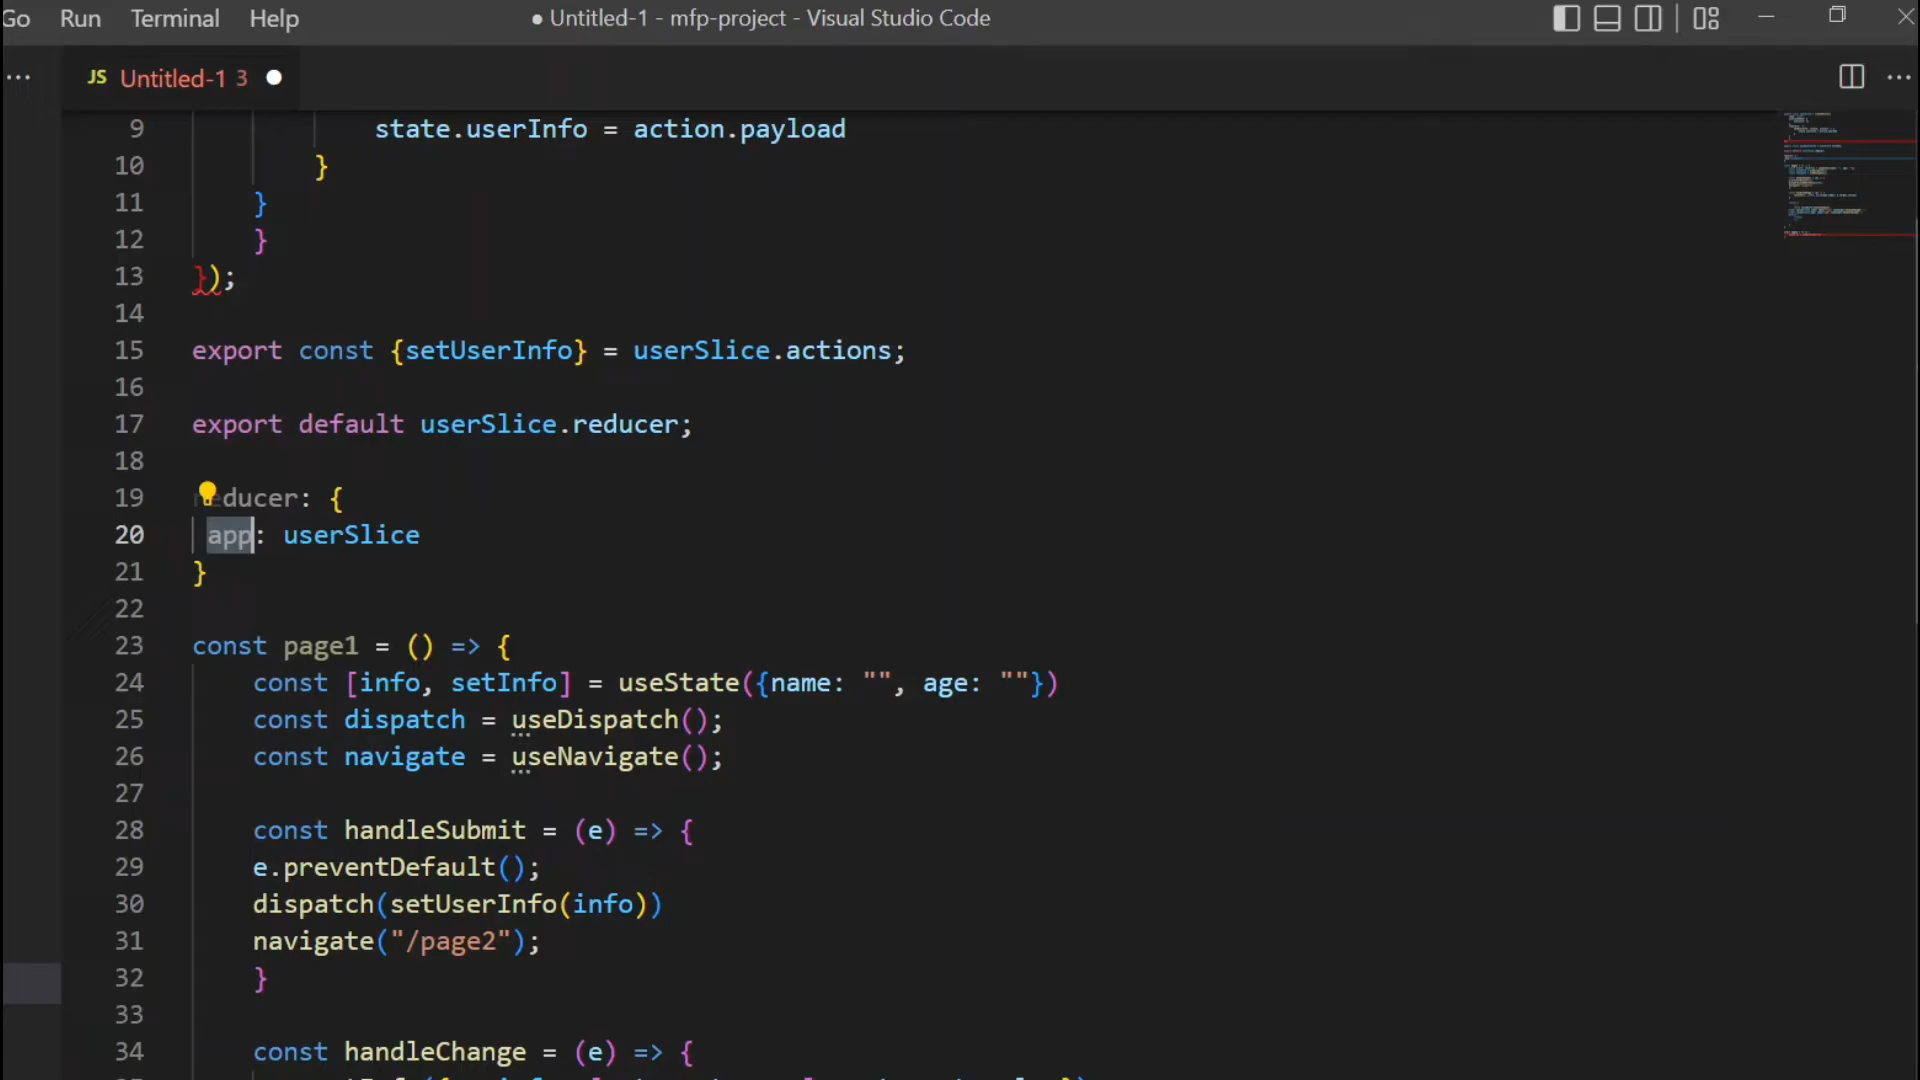 Go Run Terminal Help ● Untitled-1 - mfp-project - Visual Studio Code
JS Untitled-1 3
9 state.userInfo = action.payload
10 }
11 }
12 }
13 });
14
15 export const {setUserInfo} = userSlice.actions;
16
17 export default userSlice.reducer;
18
19 reducer: {
20 app: userSlice
21 }
22
23 const page1 = () => {
24 const [info, setInfo] = useState({name: "", age: ""})
25 const dispatch = useDispatch();
26 const navigate = useNavigate();
27
28 const handleSubmit = (e) => {
29 e.preventDefault();
30 dispatch(setUserInfo(info))
31 navigate("/page2");
32 }
33
34 const handleChange = (e) => {